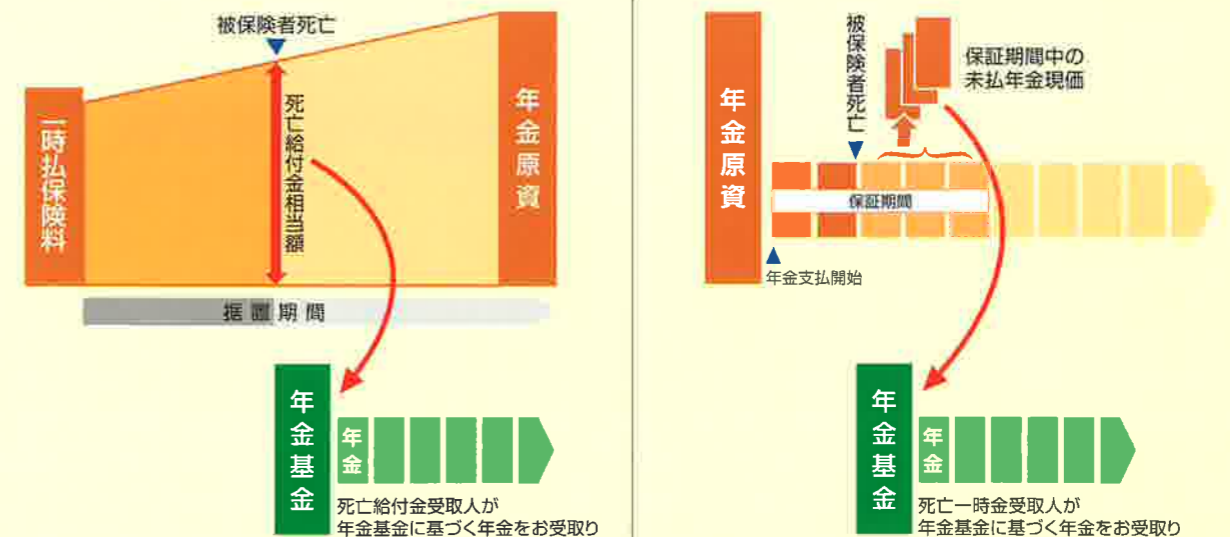 被保険者死亡
一時払保険料
死亡給付金相当額
年金原資
据置期間
年金基金
年金
死亡給付金受取人が
年金基金に基づく年金をお受取り
年金原資
被保険者死亡
保証期間中の
未払年金現価
保証期間
年金支払開始
年金基金
年金
死亡一時金受取人が
年金基金に基づく年金をお受取り